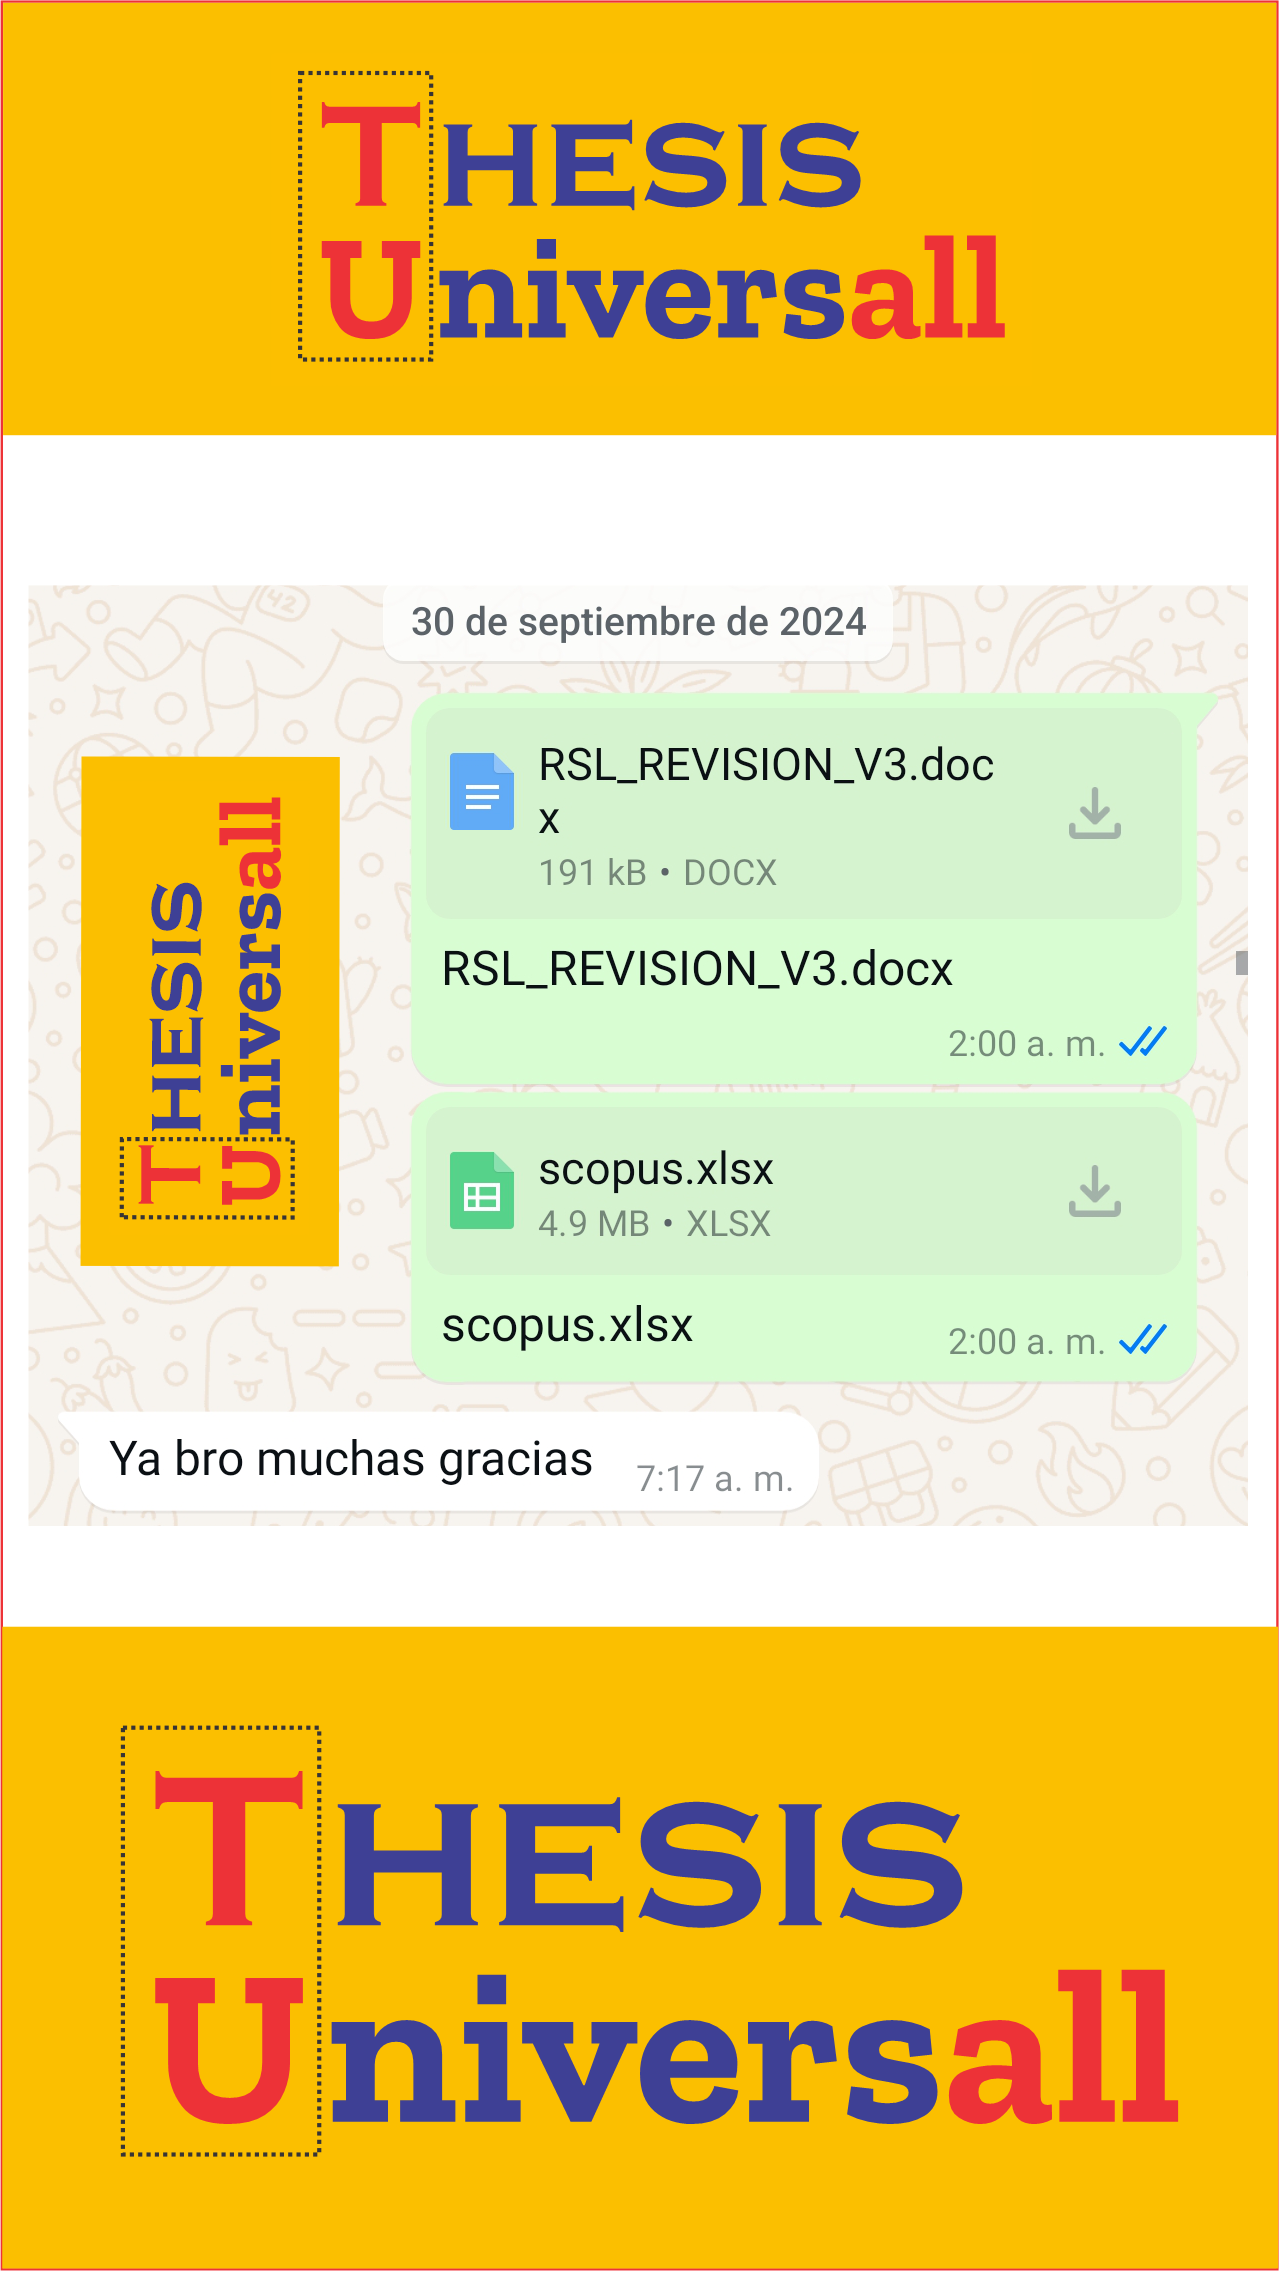 THESIS
Universall
30 de septiembre de 2024
RSL_REVISION_V3.doc
x
191 kB • DOCX
RSL_REVISION_V3.docx
2:00 a. m.
THESIS
Universall
scopus.xlsx
4.9 MB • XLSX
scopus.xlsx
2:00 a. m.
Ya bro muchas gracias
7:17 a. m.
THESIS
Universall